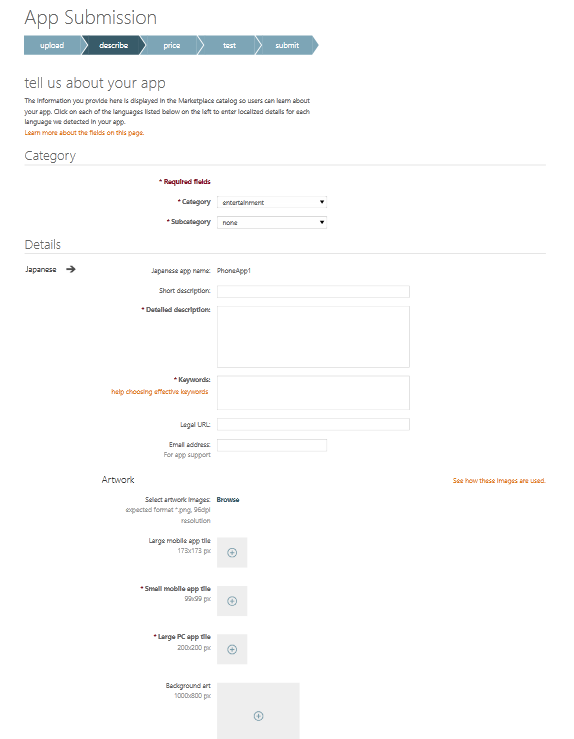 App Submission
upload describe price test submit
tell us about your app
The information you provide here is displayed in the Marketplace catalog so users can learn about
your app. Click on each of the languages listed below on the left to enter localized details for each
language we detected in your app.
Learn more about the fields on this page.
Category
* Required fields
* Category entertainment
* Subcategory none
Details
Japanese → Japanese app name: PhoneApp1
Short description:
* Detailed description:
* Keywords:
help choosing effective keywords
Legal URL:
Email address:
For app support
Artwork See how these images are used.
Select artwork images: Browse
expected format *.png, 96dpi
resolution
Large mobile app tile
173x173 px
* Small mobile app tile
99x99 px
* Large PC app tile
200x200 px
Background art
1000x800 px